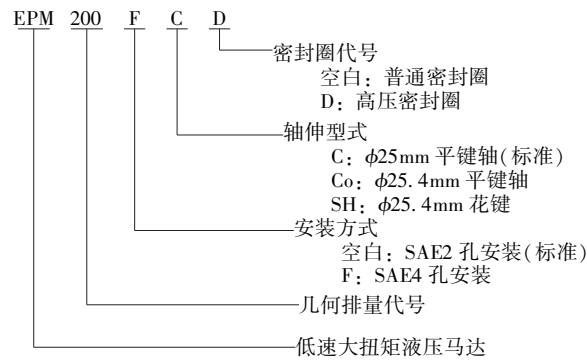 EPM 200 F C D
密封圈代号
空白：普通密封圈
D：高压密封圈
轴伸型式
C：φ25mm 平键轴(标准)
Co：φ25.4mm 平键轴
SH：φ25.4mm 花键
安装方式
空白：SAE2 孔安装(标准)
F：SAE4 孔安装
几何排量代号
低速大扭矩液压马达